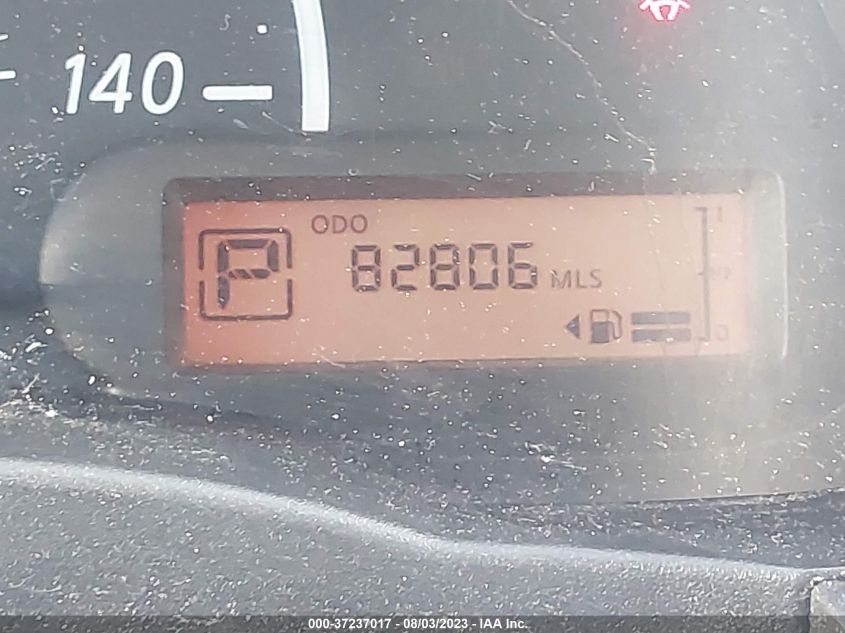 140
ODO
P
82806 MLS
1
1/2
0
000-37237017 - 08/03/2023 - IAA Inc.